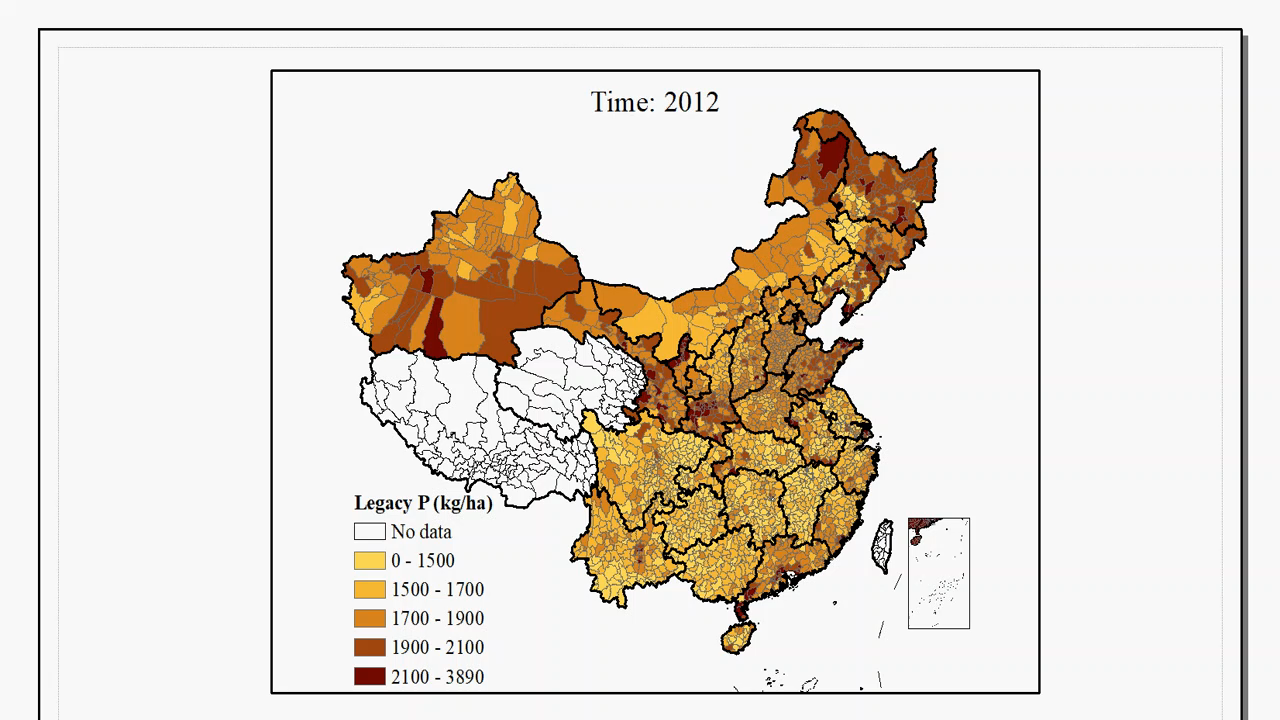 Time: 2012
Legacy P (kg/ha)
No data
0 - 1500
1500 - 1700
1700 - 1900
1900 - 2100
2100 - 3890